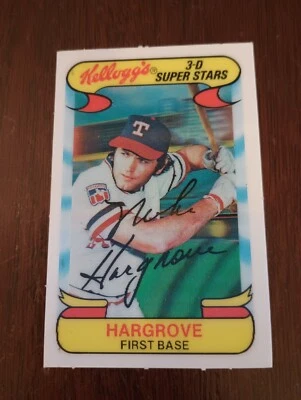 Kellogg's®
3-D
SUPER STARS
T
Mike
Hargrove
HARGROVE
FIRST BASE